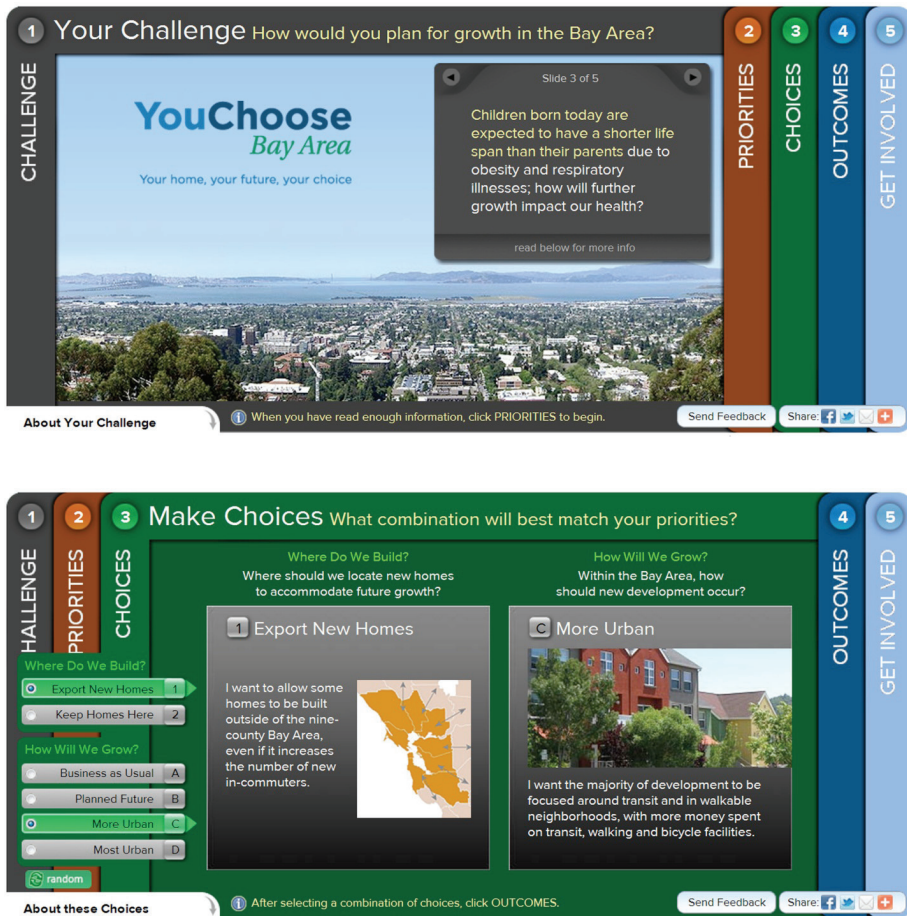 1 Your Challenge How would you plan for growth in the Bay Area?
CHALLENGE
YouChoose
Bay Area
Your home, your future, your choice
Slide 3 of 5
Children born today are
expected to have a shorter life
span than their parents due to
obesity and respiratory
illnesses; how will further
growth impact our health?
read below for more info
2
PRIORITIES
3
CHOICES
4
OUTCOMES
5
GET INVOLVED
About Your Challenge
When you have read enough information, click PRIORITIES to begin.
Send Feedback
Share:
1
HALLENGE
2
PRIORITIES
3 Make Choices What combination will best match your priorities?
CHOICES
Where Do We Build?
Export New Homes 1
Keep Homes Here 2
How Will We Grow?
Business as Usual A
Planned Future B
More Urban C
Most Urban D
random
Where Do We Build?
Where should we locate new homes
to accommodate future growth?
1 Export New Homes
I want to allow some
homes to be built
outside of the nine-
county Bay Area,
even if it increases
the number of new
in-commuters.
How Will We Grow?
Within the Bay Area, how
should new development occur?
C More Urban
I want the majority of development to be
focused around transit and in walkable
neighborhoods, with more money spent
on transit, walking and bicycle facilities.
4
OUTCOMES
5
GET INVOLVED
About these Choices
After selecting a combination of choices, click OUTCOMES.
Send Feedback
Share: